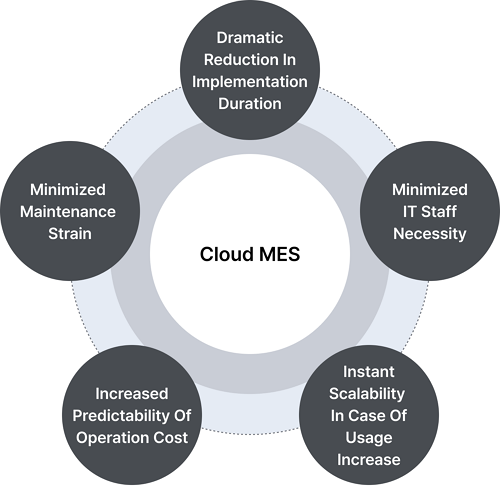 Dramatic
Reduction In
Implementation
Duration
Minimized
Maintenance
Strain
Minimized
IT Staff
Necessity
Cloud MES
Increased
Predictability Of
Operation Cost
Instant
Scalability
In Case Of
Usage
Increase